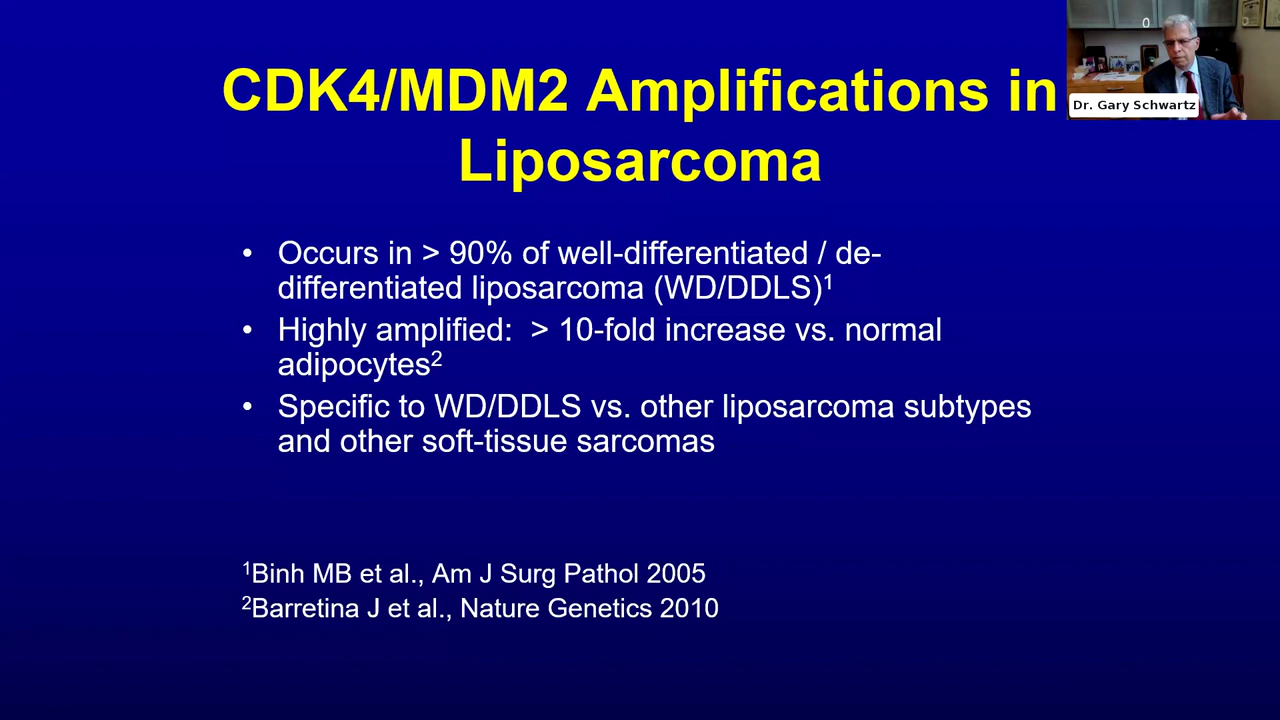 CDK4/MDM2 Amplifications in
Liposarcoma
0
Dr. Gary Schwartz
• Occurs in > 90% of well-differentiated / de-
differentiated liposarcoma (WD/DDLS)¹
• Highly amplified:  > 10-fold increase vs. normal
adipocytes²
• Specific to WD/DDLS vs. other liposarcoma subtypes
and other soft-tissue sarcomas
¹Binh MB et al., Am J Surg Pathol 2005
²Barretina J et al., Nature Genetics 2010